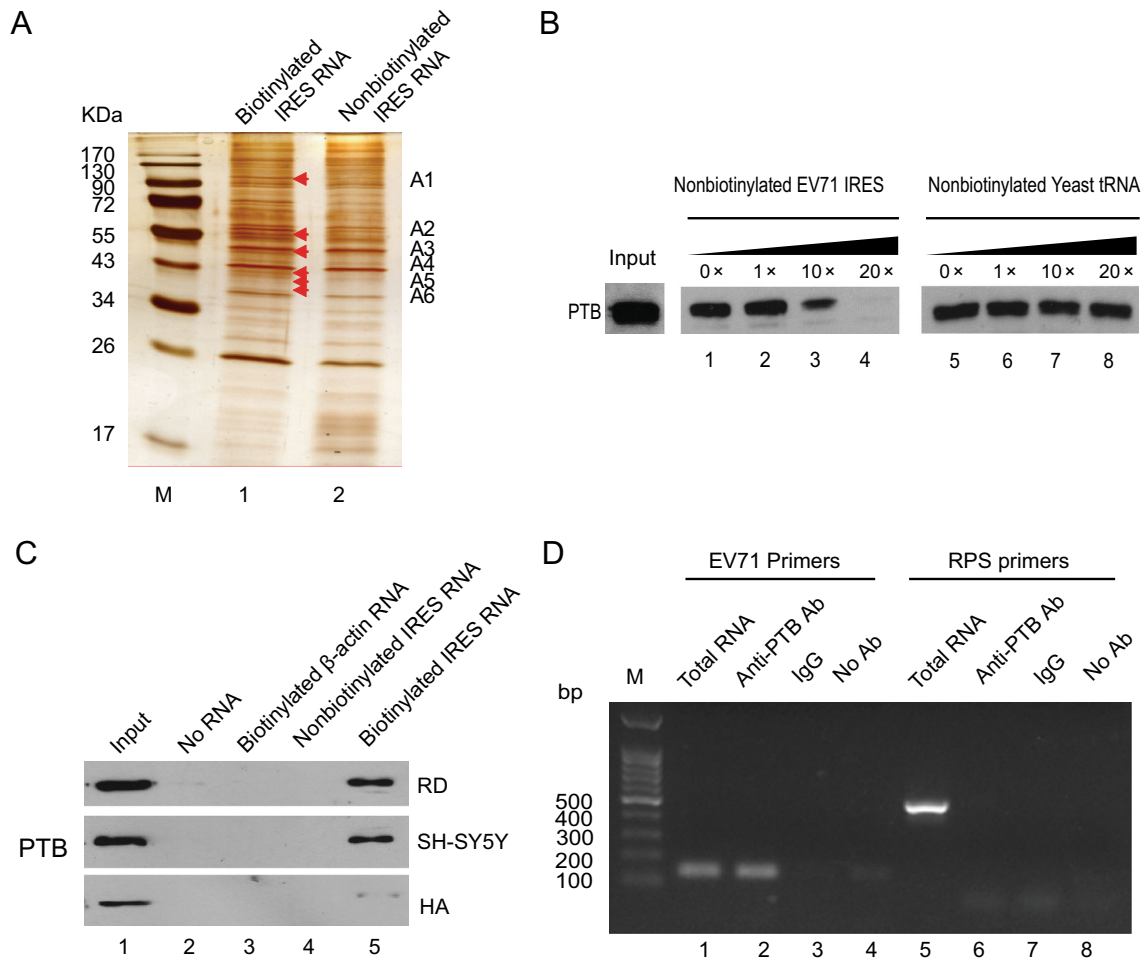 A
Biotinylated
IRES RNA
Nonbiotinylated
IRES RNA
KDa
170
130
90
72
55
43
34
26
17
A1
A2
A3
A4
A5
A6
M 1 2
B
Nonbiotinylated EV71 IRES
Nonbiotinylated Yeast tRNA
Input
0 × 1 × 10 × 20 ×
0 × 1 × 10 × 20 ×
PTB
1 2 3 4 5 6 7 8
C
Input
No RNA
Biotinylated β-actin RNA
Nonbiotinylated IRES RNA
Biotinylated IRES RNA
PTB
RD
SH-SY5Y
HA
1 2 3 4 5
D
EV71 Primers
RPS primers
M
Total RNA
Anti-PTB Ab
IgG
No Ab
Total RNA
Anti-PTB Ab
IgG
No Ab
bp
500
400
300
200
100
1 2 3 4 5 6 7 8